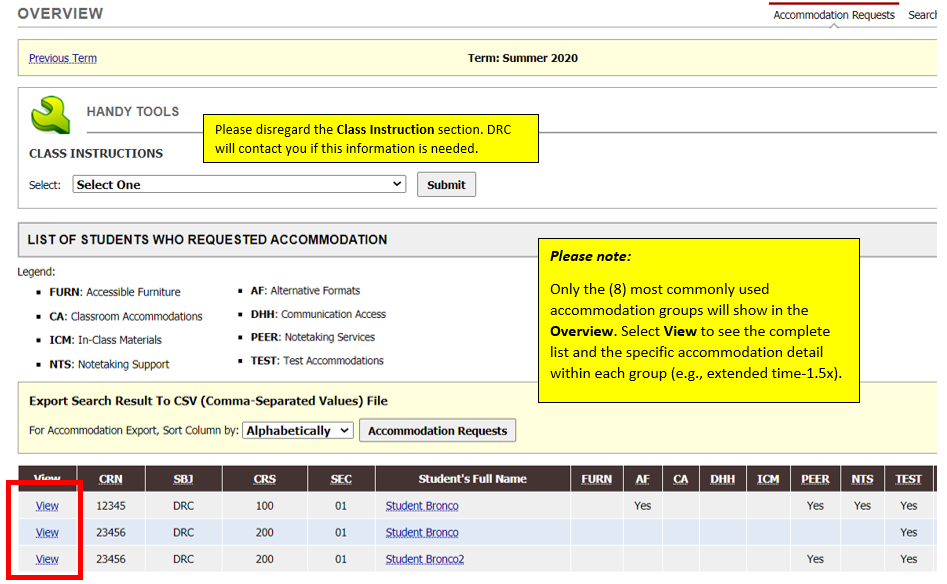 OVERVIEW
Accommodation Requests Search
Previous Term Term: Summer 2020
HANDY TOOLS
Please disregard the Class Instruction section. DRC
will contact you if this information is needed.
CLASS INSTRUCTIONS
Select: Select One Submit
LIST OF STUDENTS WHO REQUESTED ACCOMMODATION
Please note:
Only the (8) most commonly used
accommodation groups will show in the
Overview. Select View to see the complete
list and the specific accommodation detail
within each group (e.g., extended time-1.5x).
Legend:
▪ FURN: Accessible Furniture ▪ AF: Alternative Formats
▪ CA: Classroom Accommodations ▪ DHH: Communication Access
▪ ICM: In-Class Materials ▪ PEER: Notetaking Services
▪ NTS: Notetaking Support ▪ TEST: Test Accommodations
Export Search Result To CSV (Comma-Separated Values) File
For Accommodation Export, Sort Column by: Alphabetically Accommodation Requests
View CRN SBJ CRS SEC Student's Full Name FURN AF CA DHH ICM PEER NTS TEST
View 12345 DRC 100 01 Student Bronco Yes Yes Yes Yes
View 23456 DRC 200 01 Student Bronco Yes
View 23456 DRC 200 01 Student Bronco2 Yes Yes